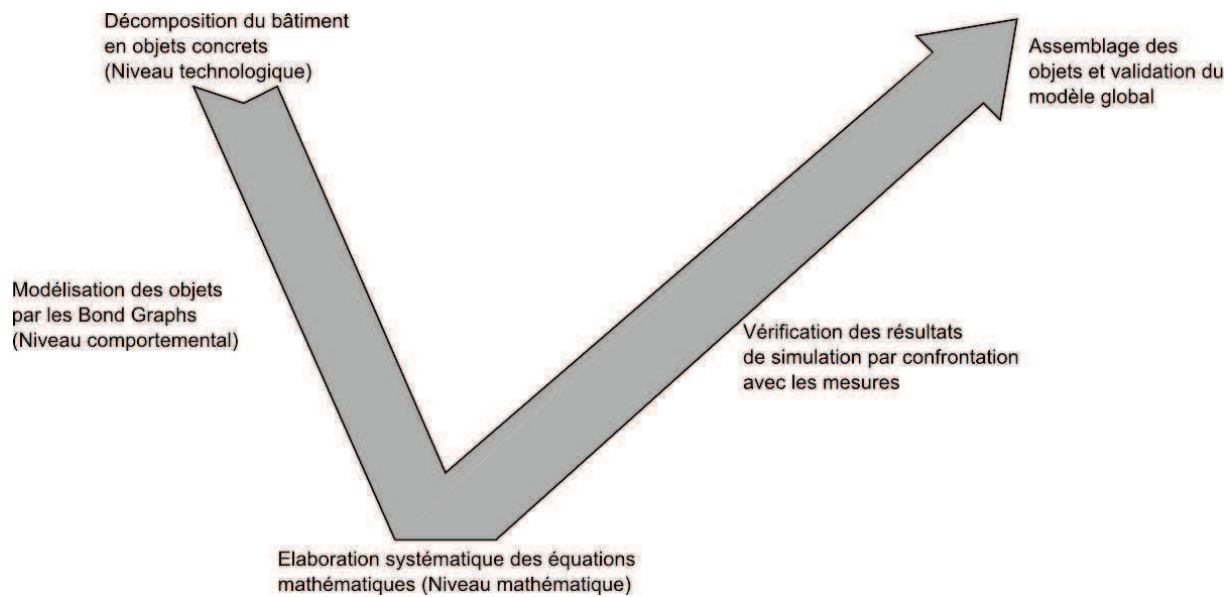 Décomposition du bâtiment
en objets concrets
(Niveau technologique)
Modélisation des objets
par les Bond Graphs
(Niveau comportemental)
Elaboration systématique des équations
mathématiques (Niveau mathématique)
Vérification des résultats
de simulation par confrontation
avec les mesures
Assemblage des
objets et validation du
modèle global